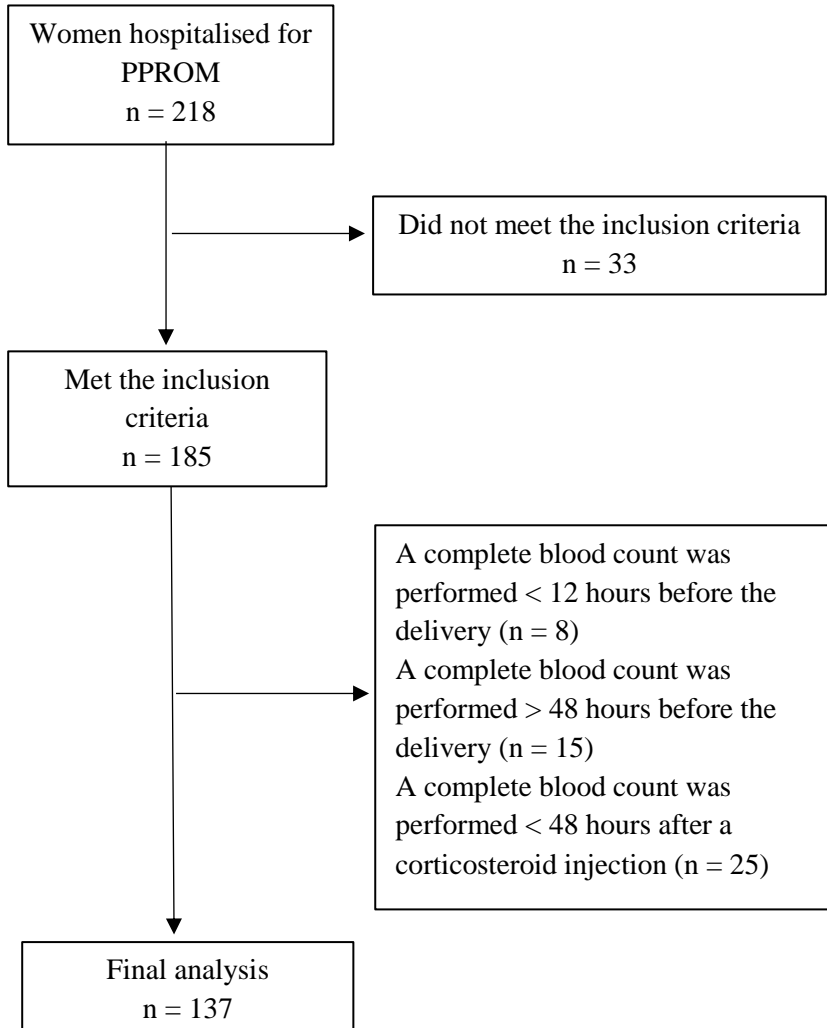 Women hospitalised for
PPROM
n = 218
Did not meet the inclusion criteria
n = 33
Met the inclusion
criteria
n = 185
A complete blood count was
performed < 12 hours before the
delivery (n = 8)
A complete blood count was
performed > 48 hours before the
delivery (n = 15)
A complete blood count was
performed < 48 hours after a
corticosteroid injection (n = 25)
Final analysis
n = 137